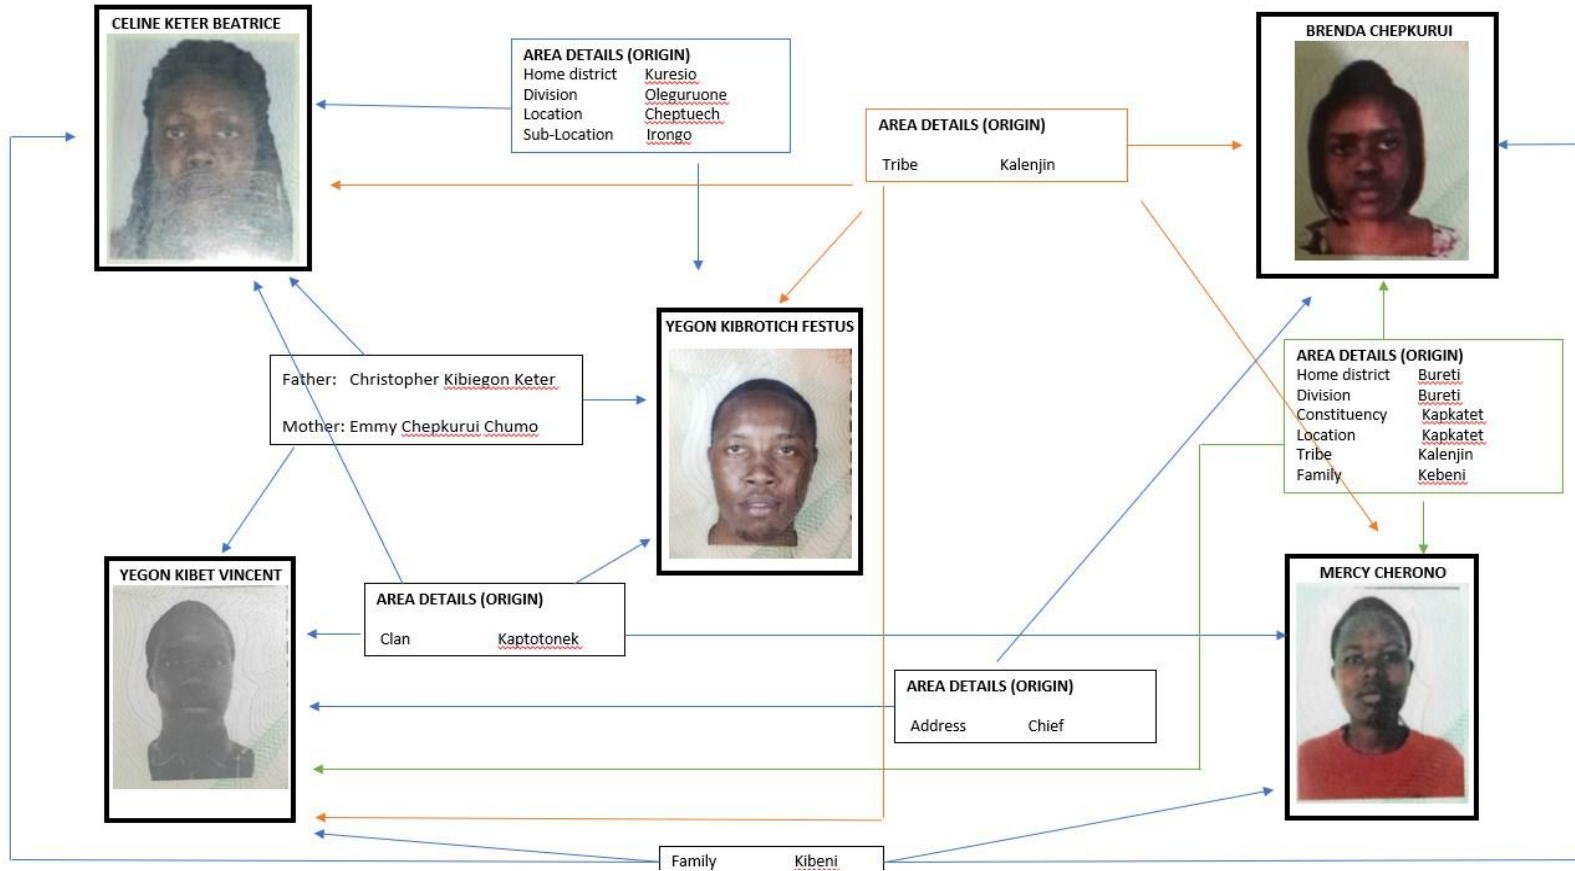 CELINE KETER BEATRICE
AREA DETAILS (ORIGIN)
Home district Kuresio
Division Oleguruone
Location Cheptuech
Sub-Location Irongo
AREA DETAILS (ORIGIN)
Tribe Kalenjin
BRENDA CHEPKURUI
Father: Christopher Kibiegon Keter
Mother: Emmy Chepkurui Chumo
YEGON KIBROTICH FESTUS
AREA DETAILS (ORIGIN)
Home district Bureti
Division Bureti
Constituency Kapkatet
Location Kapkatet
Tribe Kalenjin
Family Kebeni
YEGON KIBET VINCENT
AREA DETAILS (ORIGIN)
Clan Kaptotonek
AREA DETAILS (ORIGIN)
Address Chief
MERCY CHERONO
Family Kibeni